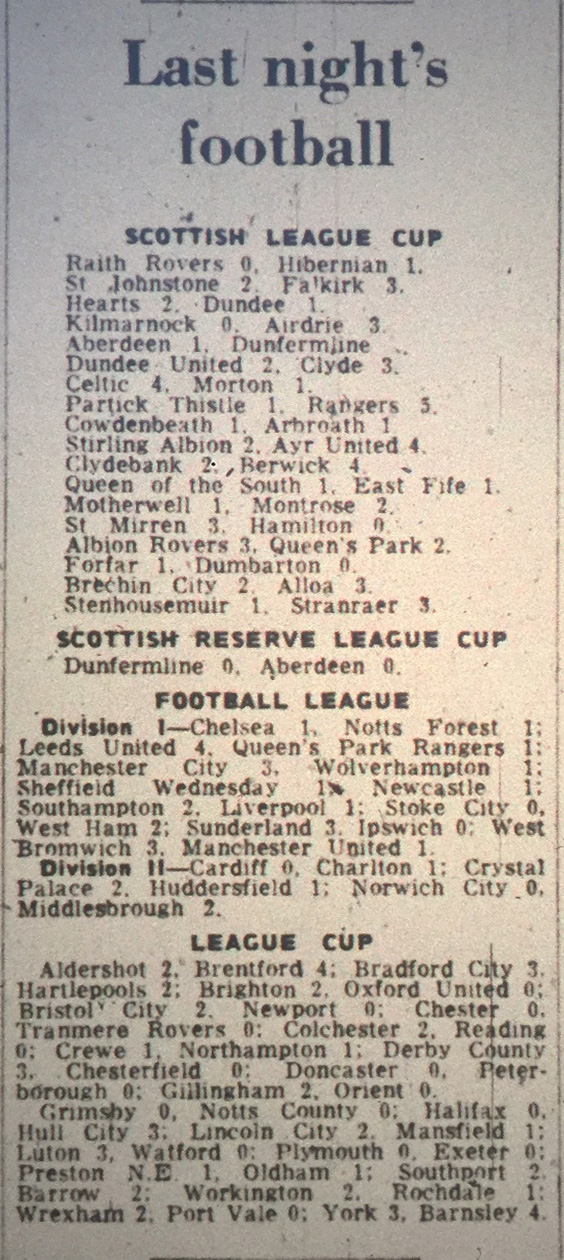 Last night's
football
SCOTTISH LEAGUE CUP
Raith Rovers 0, Hibernian 1.
St Johnstone 2, Falkirk 3.
Hearts 2, Dundee 1.
Kilmarnock 0, Airdrie 3.
Aberdeen 1, Dunfermline
Dundee United 2, Clyde 3.
Celtic 4, Morton 1.
Partick Thistle 1, Rangers
Cowdenbeath 1, Arbroath 1
Stirling Albion 2, Ayr United 4.
Clydebank 2, Berwick 4
Queen of the South 1, East Fife 1.
Motherwell 1, Montrose 2.
St Mirren 3, Hamilton 0.
Albion Rovers 3, Queen's Park 2.
Forfar 1, Dumbarton 0.
Brechin City 2, Alloa 3.
Stenhousemuir 1, Stranraer 3.
SCOTTISH RESERVE LEAGUE CUP
Dunfermline 0, Aberdeen 0.
FOOTBALL LEAGUE
Division I—Chelsea 1, Notts Forest 1;
Leeds United 4, Queen's Park Rangers 1;
Manchester City 3, Wolverhampton 1;
Sheffield Wednesday 1, Newcastle 1;
Southampton 2, Liverpool 1; Stoke City 0,
West Ham 2; Sunderland 3, Ipswich 0; West
Bromwich 3, Manchester United 1.
Division II—Cardiff 0, Charlton 1; Crystal
Palace 2, Huddersfield 1; Norwich City 0,
Middlesbrough 2.
LEAGUE CUP
Aldershot 2, Brentford 4; Bradford City 3,
Hartlepools 2; Brighton 2, Oxford United 0;
Bristol City 2, Newport 0; Chester 0,
Tranmere Rovers 0; Colchester 2, Reading
0; Crewe 1, Northampton 1; Derby County
3, Chesterfield 0; Doncaster 0, Peter-
borough 0; Gillingham 2, Orient 0.
Grimsby 0, Notts County 0; Halifax 0,
Hull City 3; Lincoln City 2, Mansfield 1;
Luton 3, Watford 0; Plymouth 0, Exeter 0;
Preston N.E. 1, Oldham 1; Southport 2,
Barrow 2; Workington 2, Rochdale 1;
Wrexham 2, Port Vale 0; York 3, Barnsley 4.